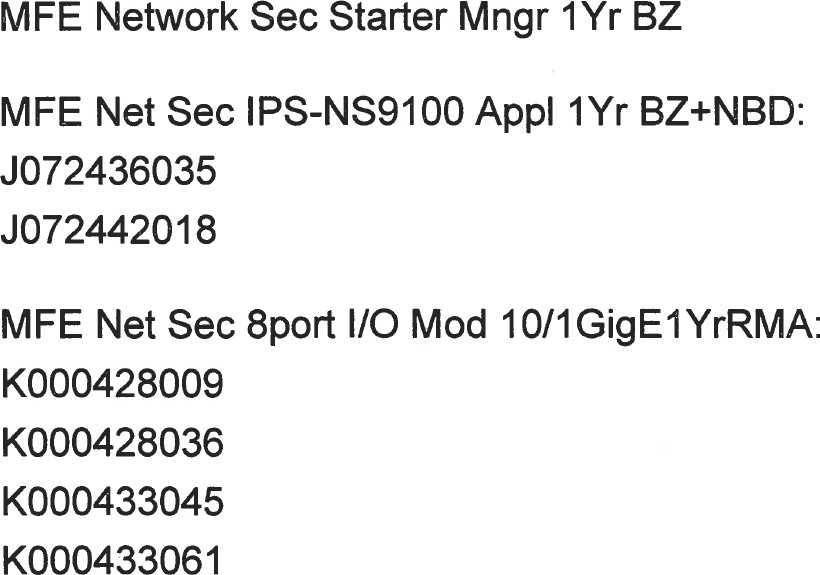 MFE Network Sec Starter Mngr 1Yr BZ
MFE Net Sec IPS-NS9100 Appl 1Yr BZ+NBD:
J072436035
J072442018
MFE Net Sec 8port I/O Mod 10/1GigE1YrRMA:
K000428009
K000428036
K000433045
K000433061